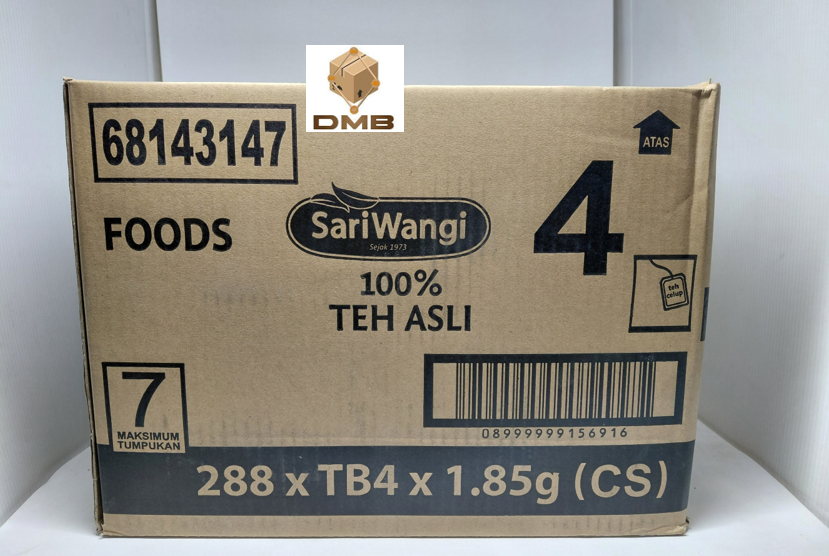 DMB
68143147
ATAS
FOODS
SariWangi
Sejak 1973
4
100%
TEH ASLI
teh
celup
7
MAKSIMUM
TUMPUKAN
08999999156916
288 x TB4 x 1.85g (CS)